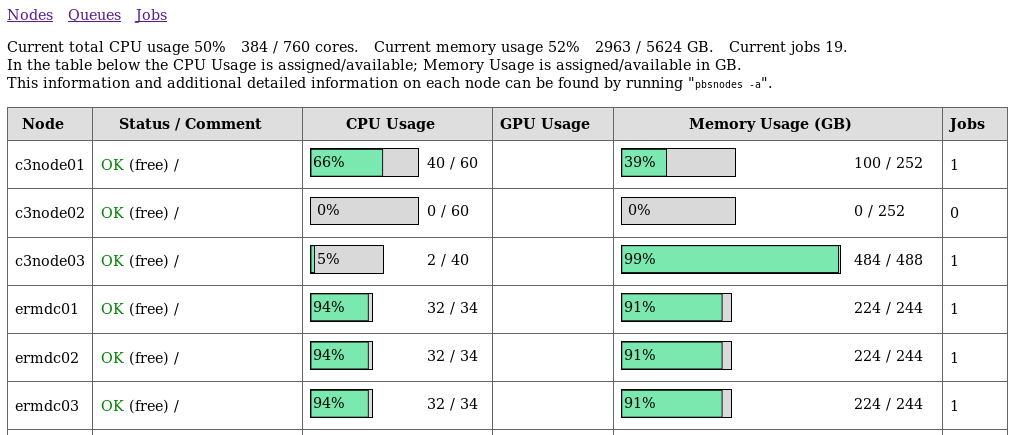 Nodes Queues Jobs
Current total CPU usage 50% 384 / 760 cores. Current memory usage 52% 2963 / 5624 GB. Current jobs 19.
In the table below the CPU Usage is assigned/available; Memory Usage is assigned/available in GB.
This information and additional detailed information on each node can be found by running "pbsnodes -a".
Node Status / Comment CPU Usage GPU Usage Memory Usage (GB) Jobs
c3node01 OK (free) / 66% 40 / 60 39% 100 / 252 1
c3node02 OK (free) / 0% 0 / 60 0% 0 / 252 0
c3node03 OK (free) / 5% 2 / 40 99% 484 / 488 1
ermdc01 OK (free) / 94% 32 / 34 91% 224 / 244 1
ermdc02 OK (free) / 94% 32 / 34 91% 224 / 244 1
ermdc03 OK (free) / 94% 32 / 34 91% 224 / 244 1